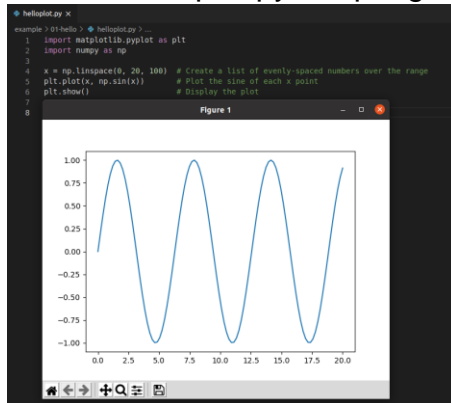 helloplot.py ×
example > 01-hello > helloplot.py > ...
1 import matplotlib.pyplot as plt
2 import numpy as np
3
4 x = np.linspace(0, 20, 100) # Create a list of evenly-spaced numbers over the range
5 plt.plot(x, np.sin(x)) # Plot the sine of each x point
6 plt.show() # Display the plot
7
8
Figure 1
1.00
0.75
0.50
0.25
0.00
−0.25
−0.50
−0.75
−1.00
0.0 2.5 5.0 7.5 10.0 12.5 15.0 17.5 20.0